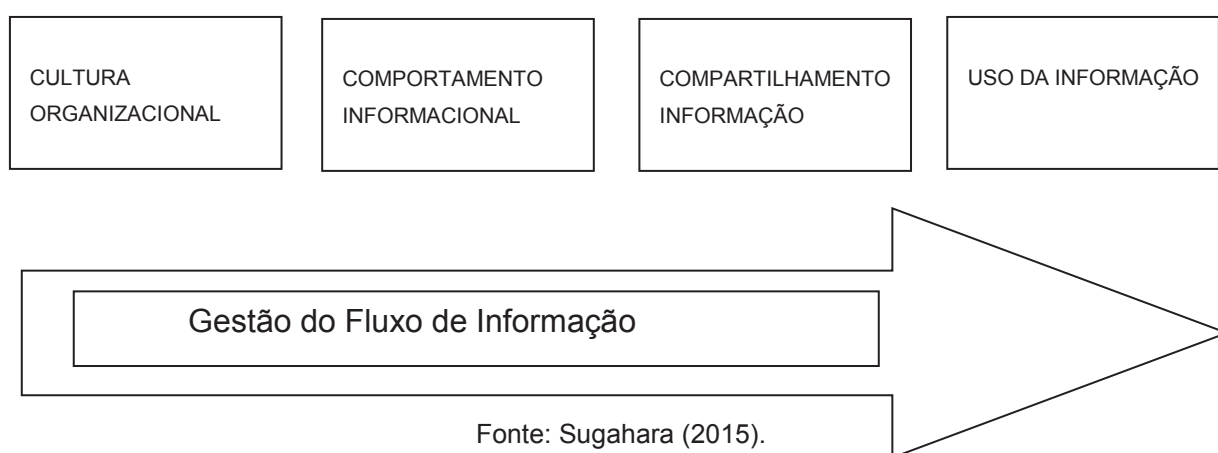 CULTURA
ORGANIZACIONAL
COMPORTAMENTO
INFORMACIONAL
COMPARTILHAMENTO
INFORMAÇÃO
USO DA INFORMAÇÃO
Gestão do Fluxo de Informação
Fonte: Sugahara (2015).